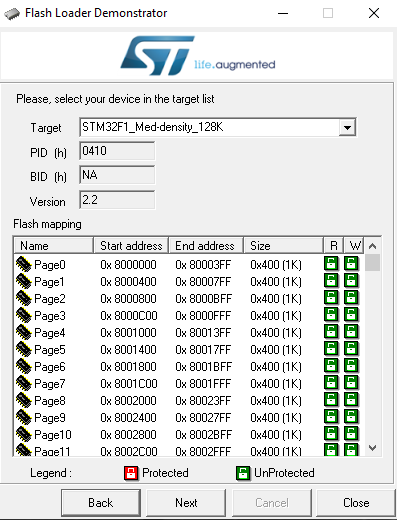 Flash Loader Demonstrator
ST life.augmented
Please, select your device in the target list
Target STM32F1_Med-density_128K
PID (h) 0410
BID (h) NA
Version 2.2
Flash mapping
Name Start address End address Size R W
Page0 0x 8000000 0x 80003FF 0x400 (1K)
Page1 0x 8000400 0x 80007FF 0x400 (1K)
Page2 0x 8000800 0x 8000BFF 0x400 (1K)
Page3 0x 8000C00 0x 8000FFF 0x400 (1K)
Page4 0x 8001000 0x 80013FF 0x400 (1K)
Page5 0x 8001400 0x 80017FF 0x400 (1K)
Page6 0x 8001800 0x 8001BFF 0x400 (1K)
Page7 0x 8001C00 0x 8001FFF 0x400 (1K)
Page8 0x 8002000 0x 80023FF 0x400 (1K)
Page9 0x 8002400 0x 80027FF 0x400 (1K)
Page10 0x 8002800 0x 8002BFF 0x400 (1K)
Page11 0x 8002C00 0x 8002FFF 0x400 (1K)
Legend : Protected UnProtected
Back Next Cancel Close